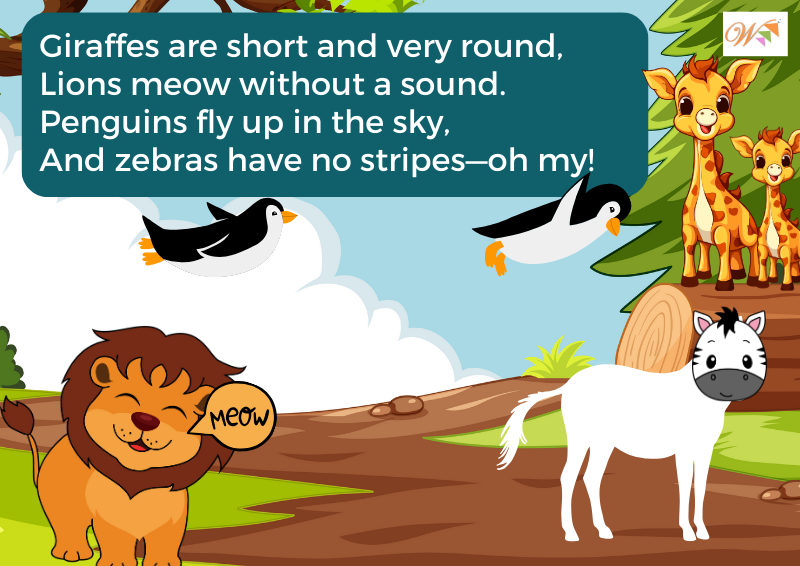 Giraffes are short and very round,
Lions meow without a sound.
Penguins fly up in the sky,
And zebras have no stripes—oh my!
W
MEOW